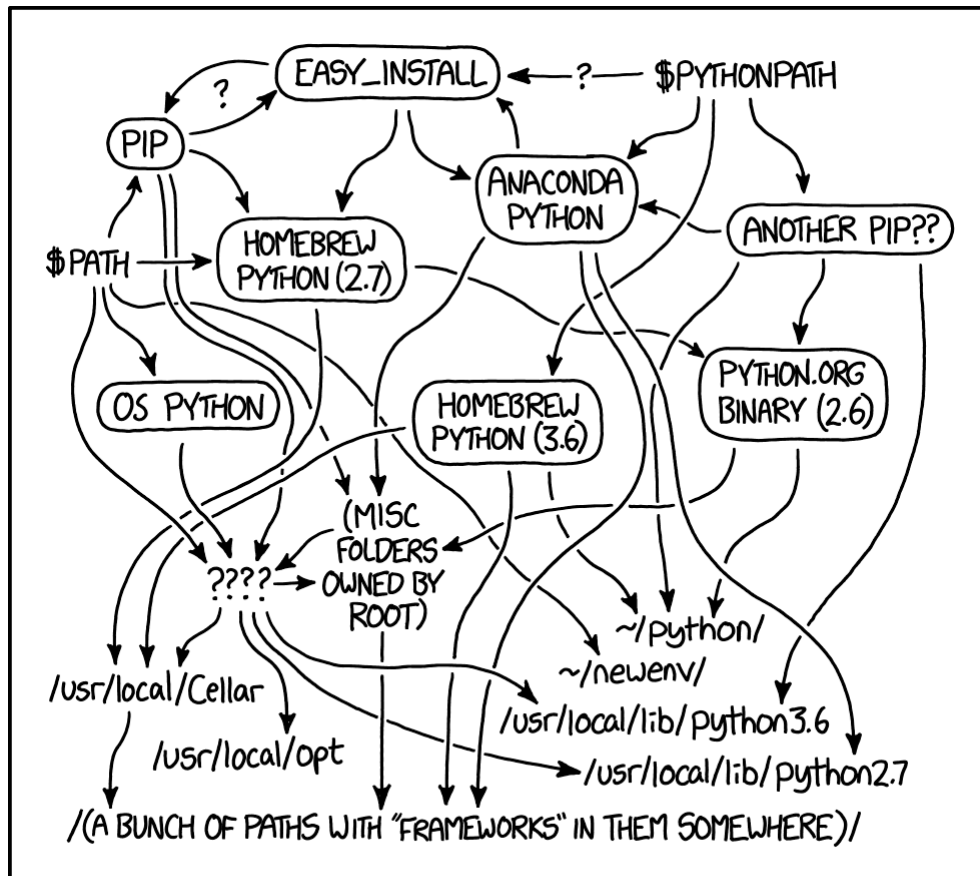 EASY_INSTALL
?
$PYTHONPATH
?
PIP
ANACONDA
PYTHON
ANOTHER PIP??
HOMEBREW
PYTHON (2.7)
$PATH
PYTHON.ORG
BINARY (2.6)
OS PYTHON
HOMEBREW
PYTHON (3.6)
(MISC
FOLDERS
OWNED BY
ROOT)
????
~/python/
~/newenv/
/usr/local/Cellar
/usr/local/lib/python3.6
/usr/local/opt
/usr/local/lib/python2.7
/(A BUNCH OF PATHS WITH "FRAMEWORKS" IN THEM SOMEWHERE)/